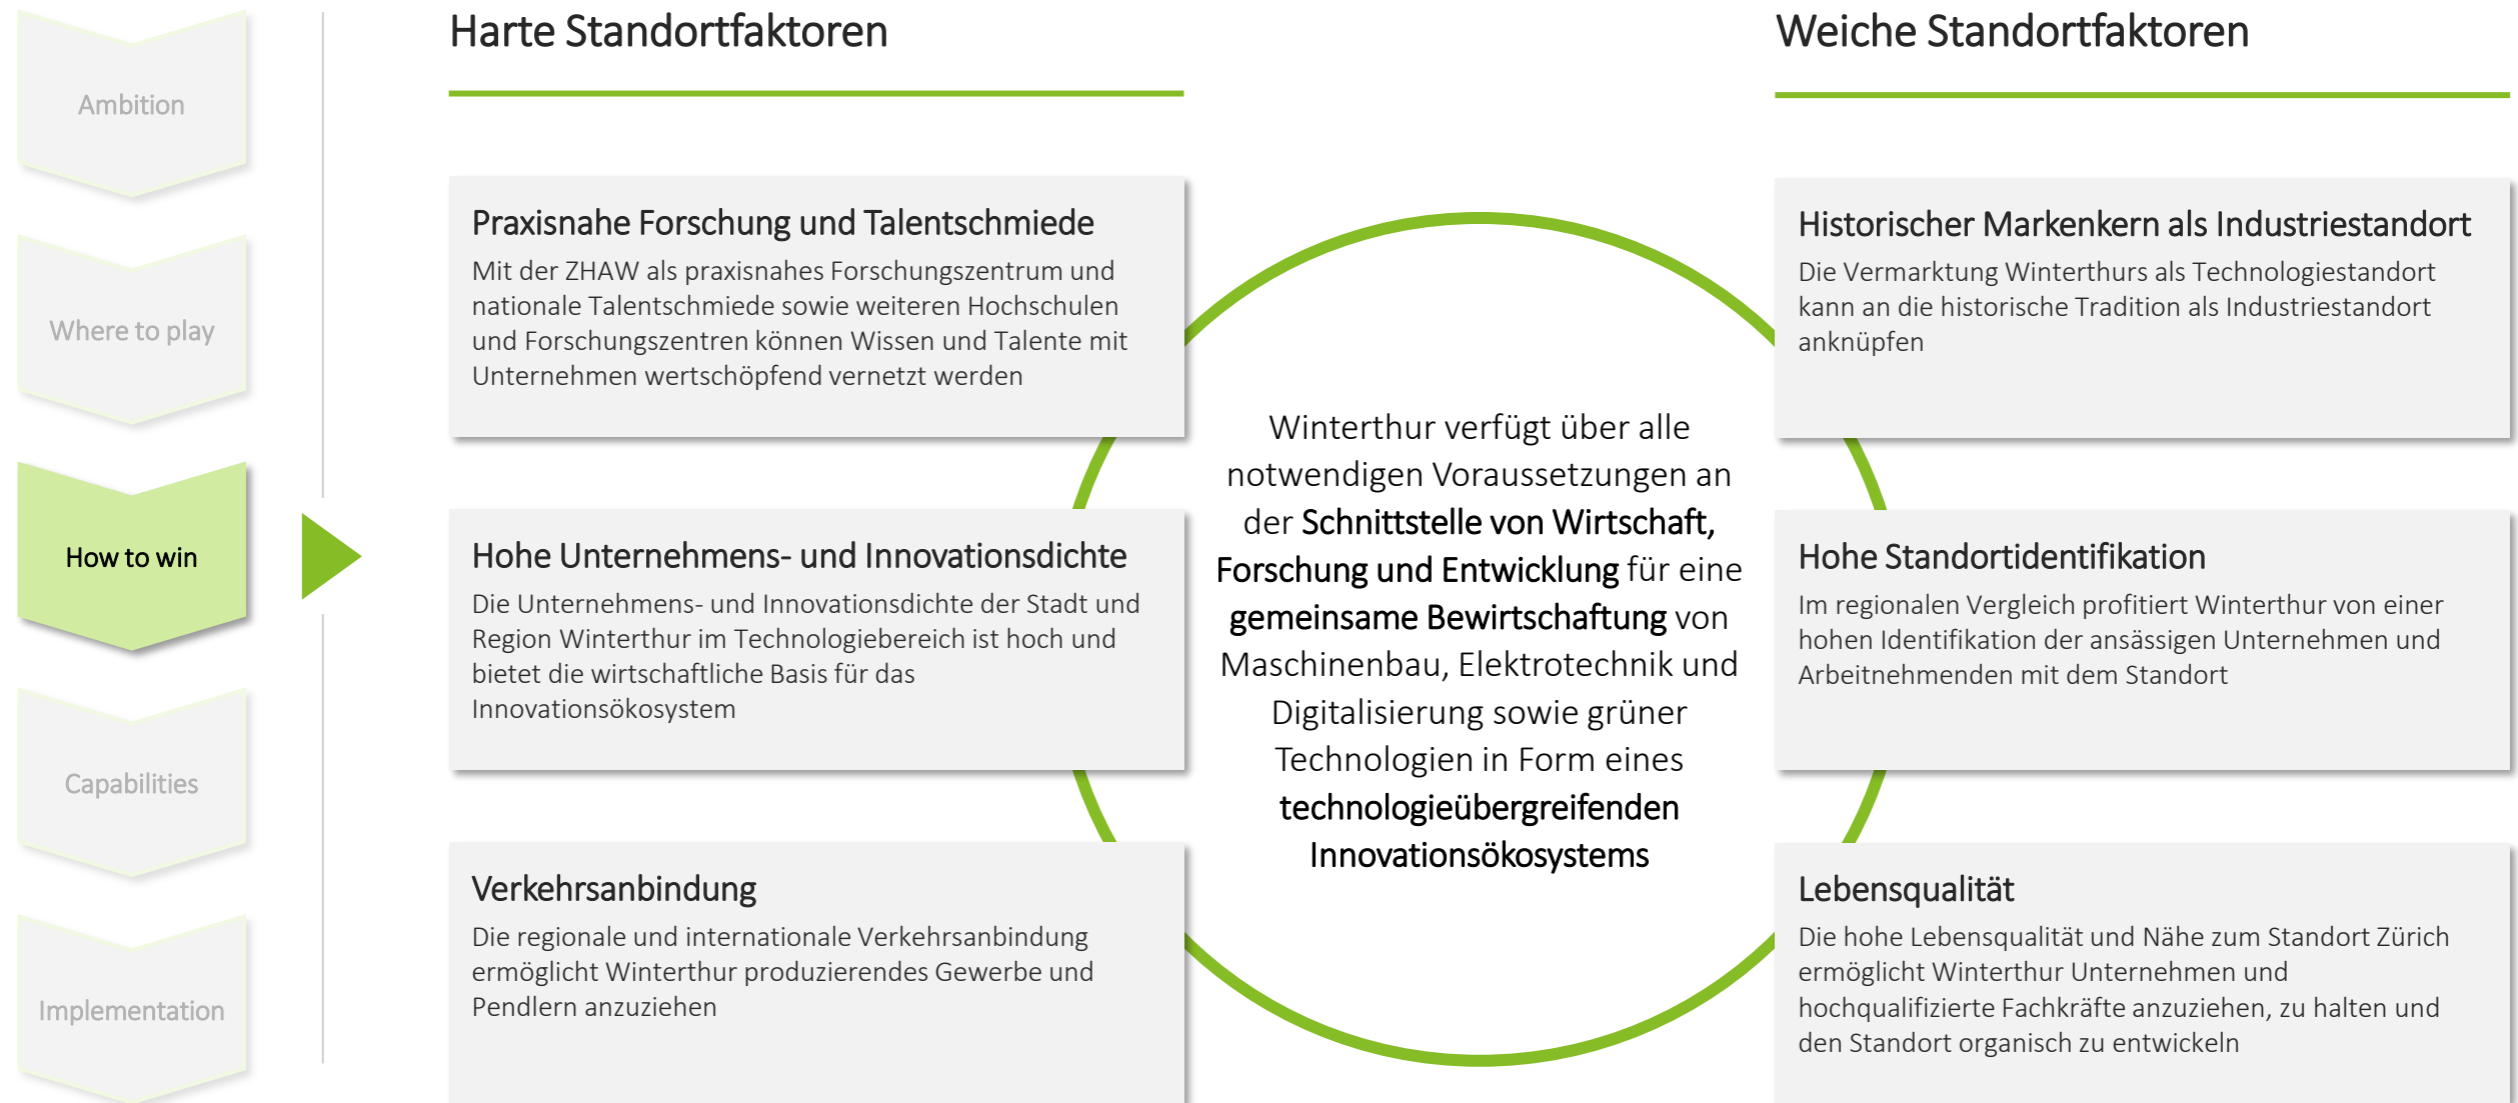 Ambition
Where to play
How to win
Capabilities
Implementation
Harte Standortfaktoren
Praxisnahe Forschung und Talentschmiede
Mit der ZHAW als praxisnahes Forschungszentrum und
nationale Talentschmiede sowie weiteren Hochschulen
und Forschungszentren können Wissen und Talente mit
Unternehmen wertschöpfend vernetzt werden
Hohe Unternehmens- und Innovationsdichte
Die Unternehmens- und Innovationsdichte der Stadt und
Region Winterthur im Technologiebereich ist hoch und
bietet die wirtschaftliche Basis für das
Innovationsökosystem
Verkehrsanbindung
Die regionale und internationale Verkehrsanbindung
ermöglicht Winterthur produzierendes Gewerbe und
Pendlern anzuziehen
Winterthur verfügt über alle
notwendigen Voraussetzungen an
der Schnittstelle von Wirtschaft,
Forschung und Entwicklung für eine
gemeinsame Bewirtschaftung von
Maschinenbau, Elektrotechnik und
Digitalisierung sowie grüner
Technologien in Form eines
technologieübergreifenden
Innovationsökosystems
Weiche Standortfaktoren
Historischer Markenkern als Industriestandort
Die Vermarktung Winterthurs als Technologiestandort
kann an die historische Tradition als Industriestandort
anknüpfen
Hohe Standortidentifikation
Im regionalen Vergleich profitiert Winterthur von einer
hohen Identifikation der ansässigen Unternehmen und
Arbeitnehmenden mit dem Standort
Lebensqualität
Die hohe Lebensqualität und Nähe zum Standort Zürich
ermöglicht Winterthur Unternehmen und
hochqualifizierte Fachkräfte anzuziehen, zu halten und
den Standort organisch zu entwickeln